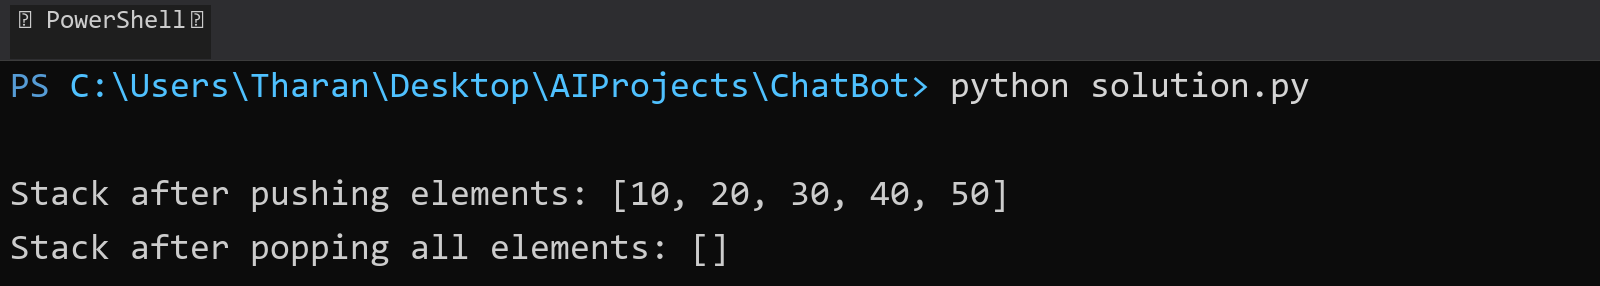 PowerShell
PS C:\Users\Tharan\Desktop\AIProjects\ChatBot> python solution.py
Stack after pushing elements: [10, 20, 30, 40, 50]
Stack after popping all elements: []